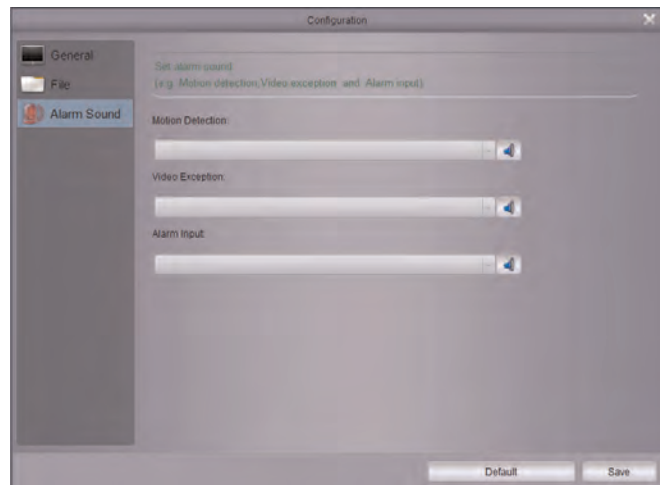 Configuration
General
File
Alarm Sound
Set alarm sound
(e.g. Motion detection,Video exception and Alarm input)
Motion Detection:
...
Video Exception:
...
Alarm Input:
...
Default
Save